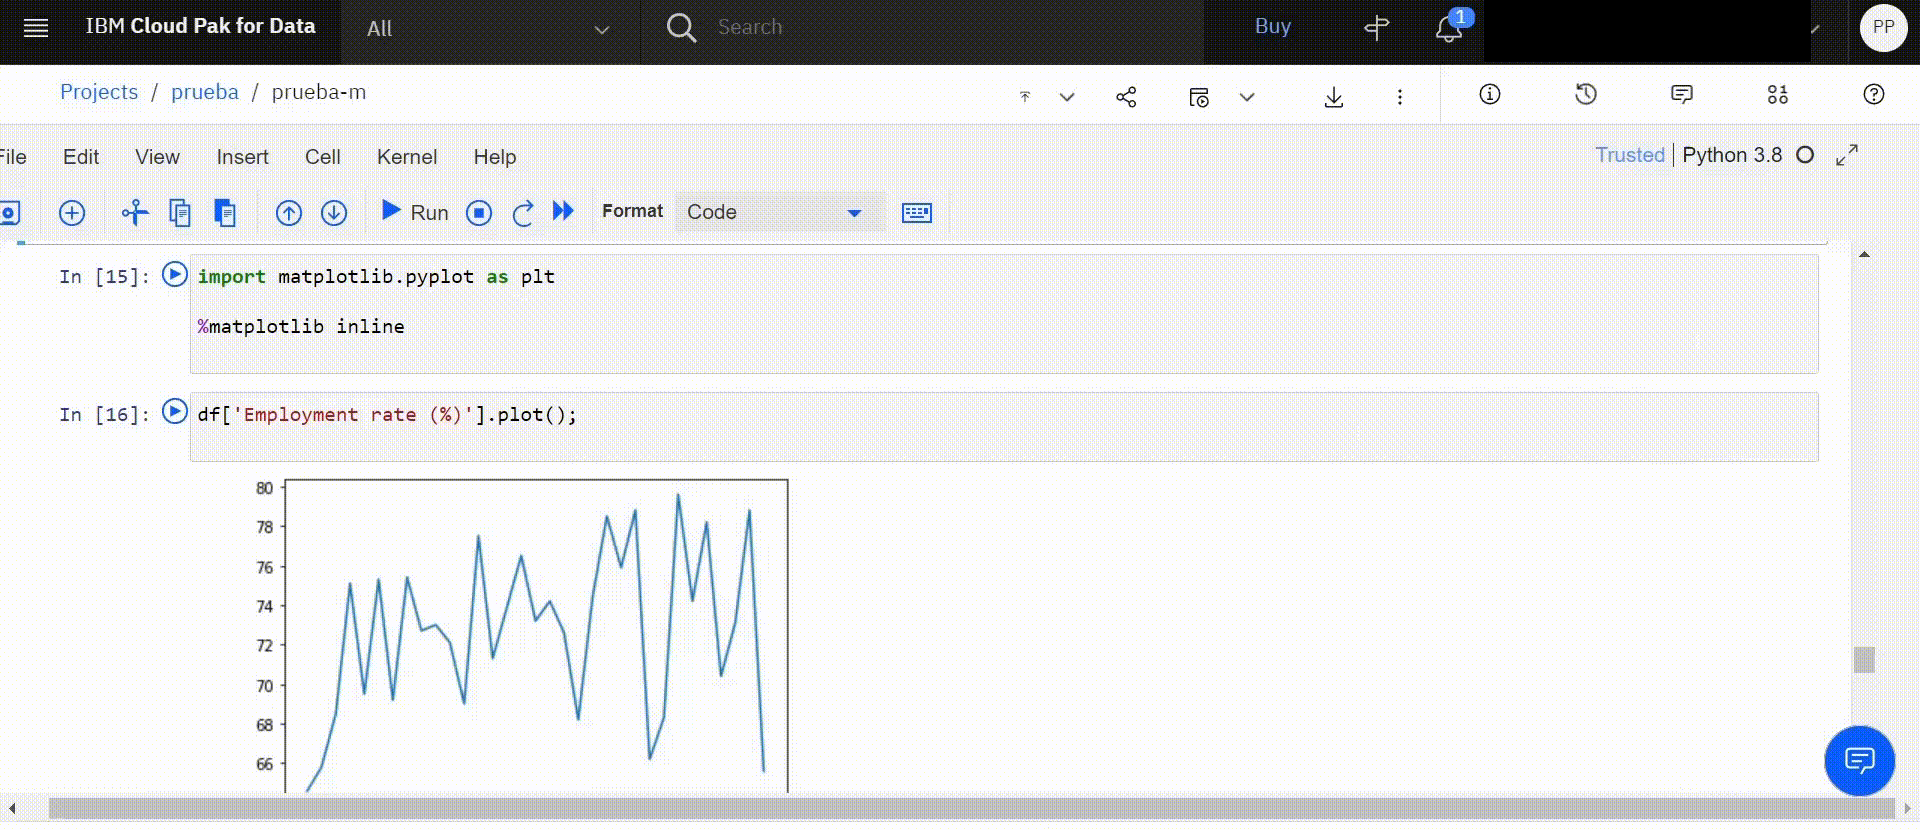 IBM Cloud Pak for Data All Search Buy 1 PP
Projects / prueba / prueba-m
File Edit View Insert Cell Kernel Help Trusted Python 3.8
Run Format Code
In [15]: import matplotlib.pyplot as plt
%matplotlib inline
In [16]: df['Employment rate (%)'].plot();
80
78
76
74
72
70
68
66